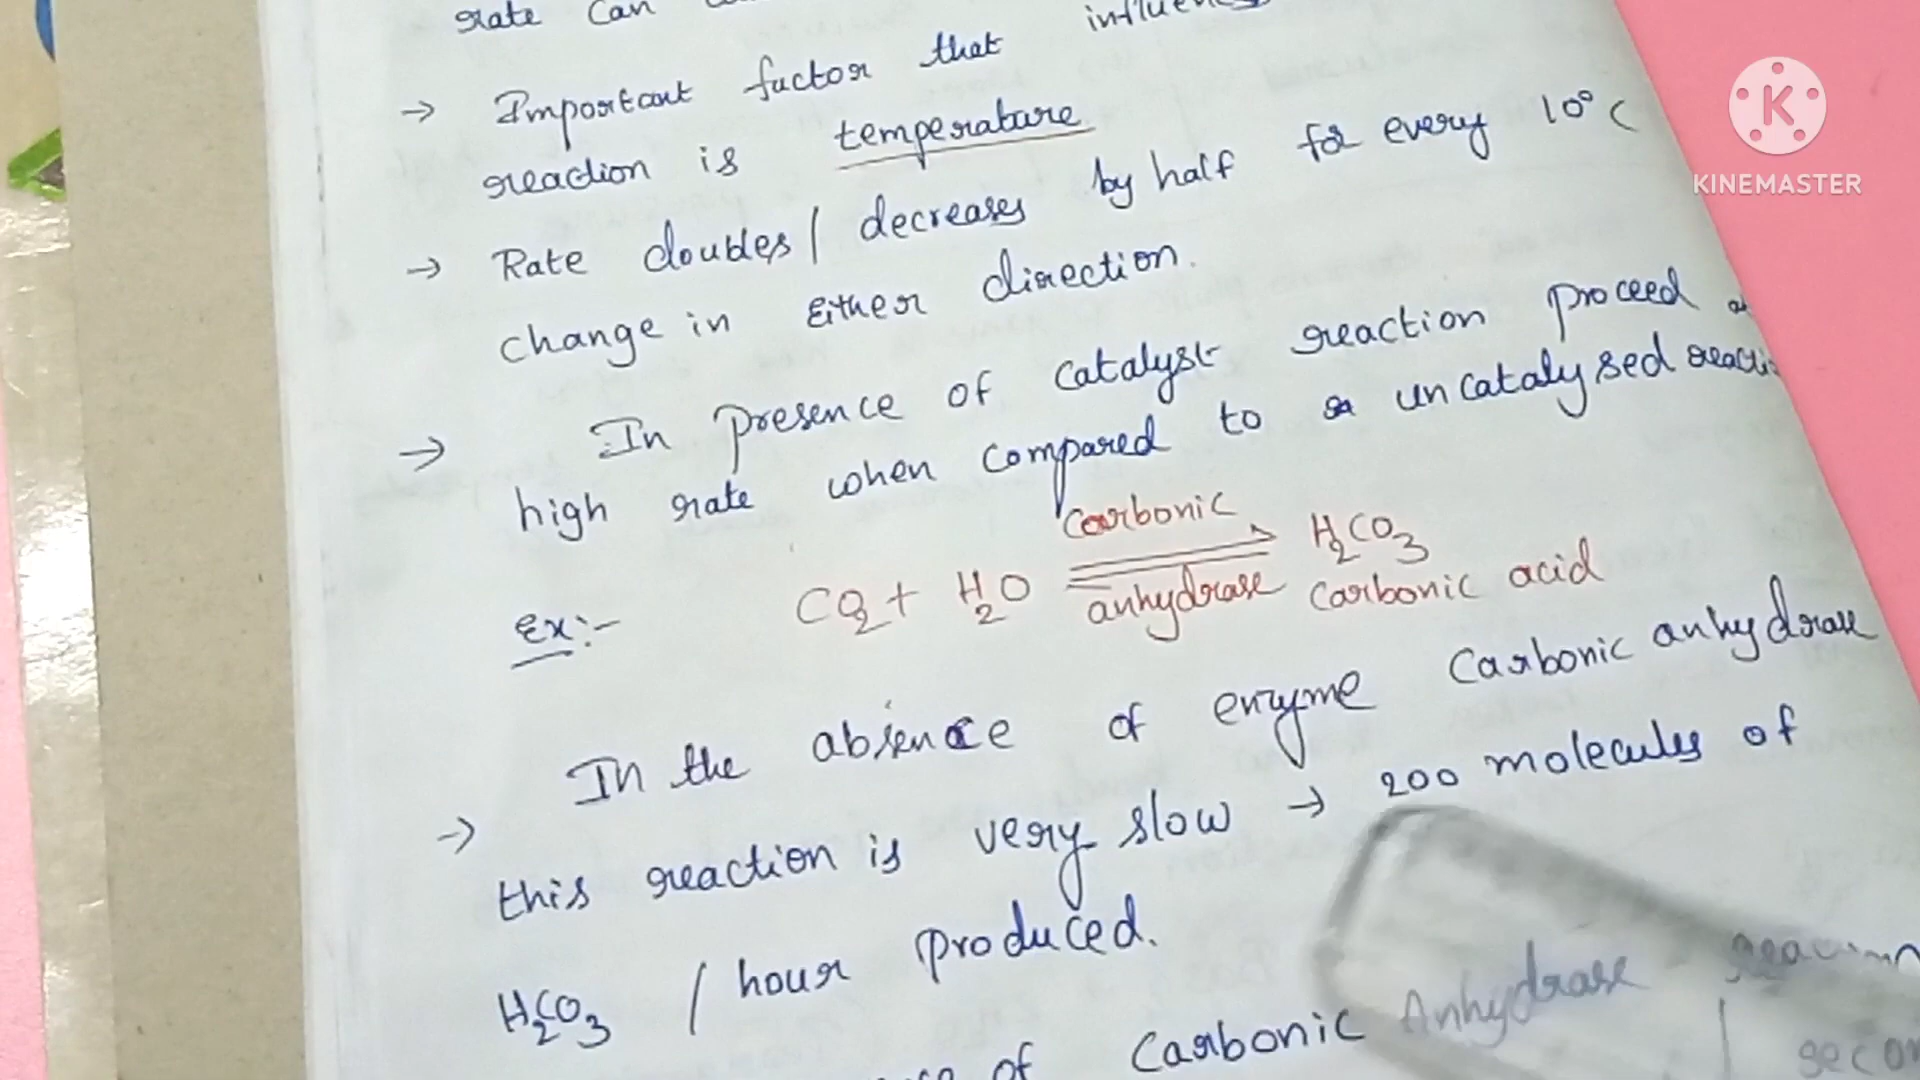 rate can
→ Important factor that
reaction is temperature
→ Rate doubles / decreases by half for every 10°C
change in Either direction.
→ In presence of catalyst reaction proceed
high rate when compared to a uncatalysed
CO2 + H2O carbonic anhydrase H2CO3
Ex:- carbonic acid
→ In the absence of enzyme Carbonic anhydrase
this reaction is very slow → 200 molecules of
H2CO3 / hour produced.
of Carbonic Anhydrase
K
KINEMASTER